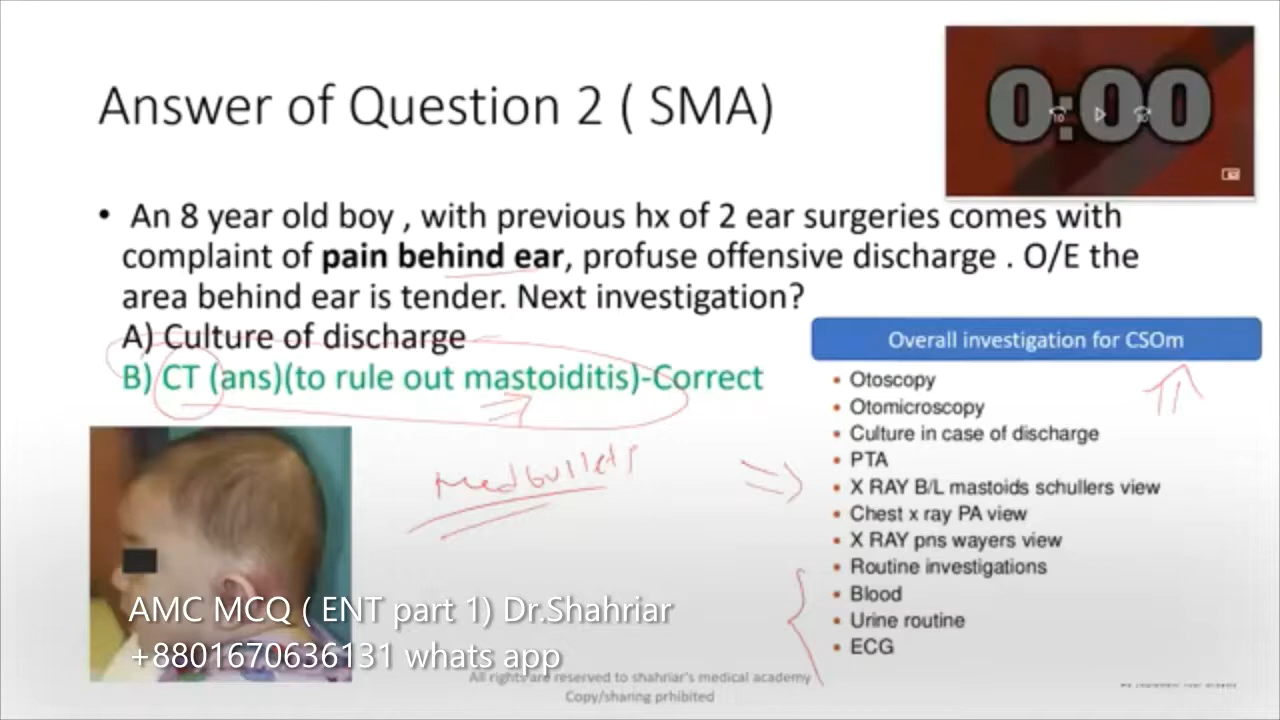 Answer of Question 2 ( SMA)
0:00
10
10
• An 8 year old boy , with previous hx of 2 ear surgeries comes with
complaint of pain behind ear, profuse offensive discharge . O/E the
area behind ear is tender. Next investigation?
A) Culture of discharge
B) CT (ans)(to rule out mastoiditis)-Correct
Medbullets
Overall investigation for CSOm
• Otoscopy
• Otomicroscopy
• Culture in case of discharge
• PTA
• X RAY B/L mastoids schullers view
• Chest x ray PA view
• X RAY pns wayers view
• Routine investigations
• Blood
• Urine routine
• ECG
AMC MCQ ( ENT part 1) Dr.Shahriar
+8801670636131 whats app
All rights are reserved to shahriar's medical academy
Copy/sharing prhibited